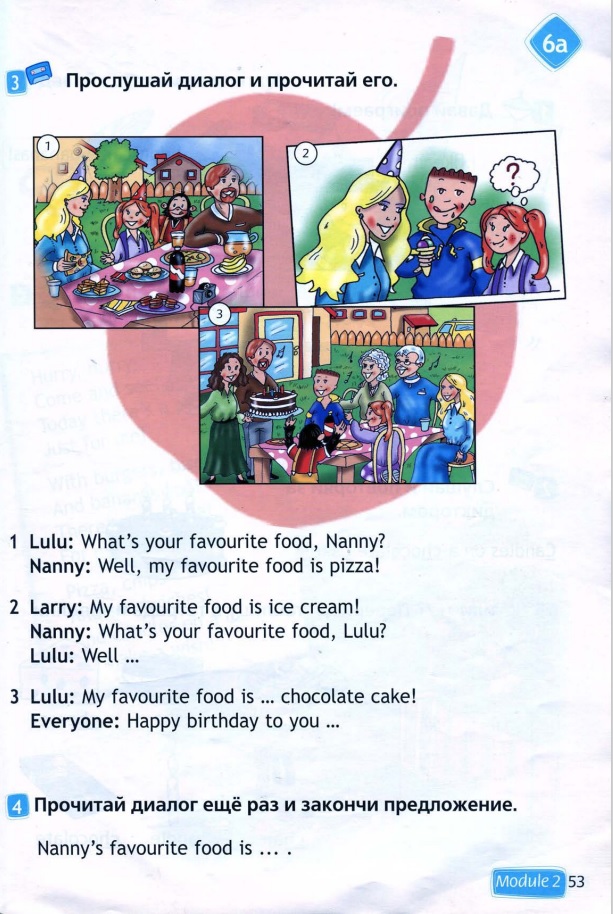 6a
3 Прослушай диалог и прочитай его.
1
2
?
3
1 Lulu: What's your favourite food, Nanny?
Nanny: Well, my favourite food is pizza!
2 Larry: My favourite food is ice cream!
Nanny: What's your favourite food, Lulu?
Lulu: Well ...
3 Lulu: My favourite food is ... chocolate cake!
Everyone: Happy birthday to you ...
4 Прочитай диалог ещё раз и закончи предложение.
Nanny's favourite food is ... .
Module 2 53